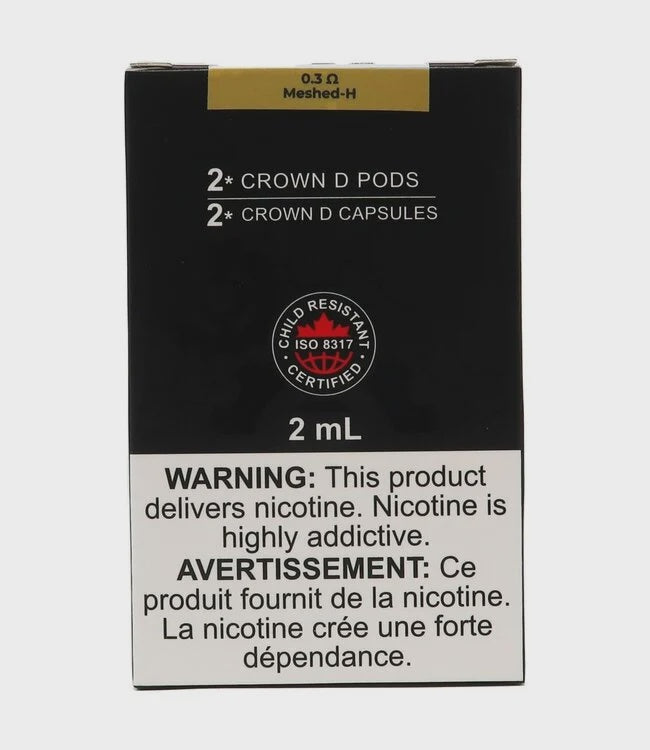 0.3 Ω
Meshed-H
2* CROWN D PODS
2* CROWN D CAPSULES
CHILD RESISTANT
ISO 8317
CERTIFIED
2 mL
WARNING: This product
delivers nicotine. Nicotine is
highly addictive.
AVERTISSEMENT: Ce
produit fournit de la nicotine.
La nicotine crée une forte
dépendance.